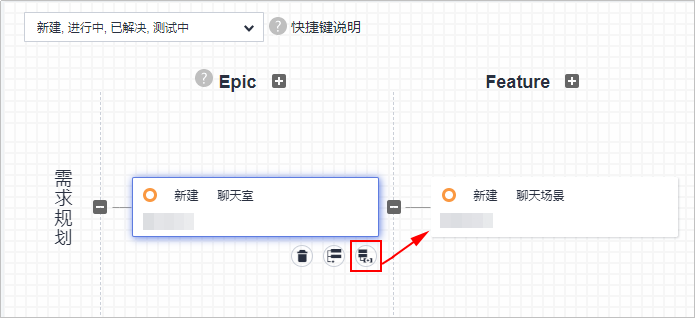 新建, 进行中, 已解决, 测试中
? 快捷键说明
? Epic
Feature
需求规划
新建 聊天室
新建 聊天场景